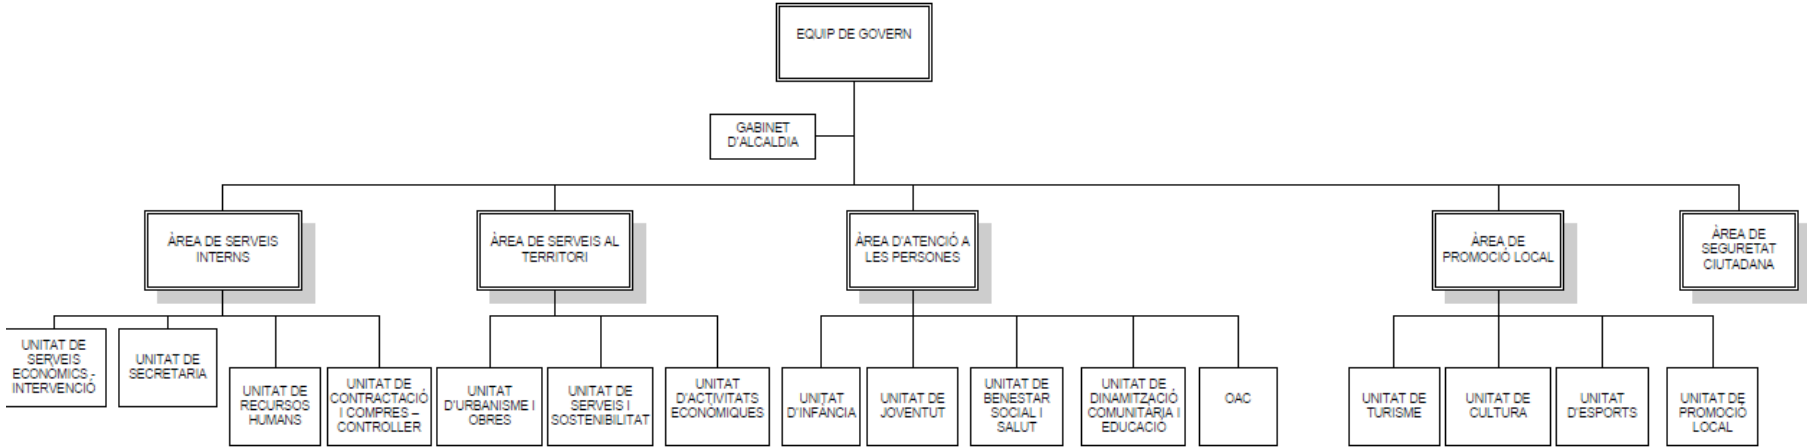 EQUIP DE GOVERN
GABINET
D'ALCALDIA
ÀREA DE SERVEIS
INTERNS
ÀREA DE SERVEIS AL
TERRITORI
ÀREA D'ATENCIÓ A
LES PERSONES
ÀREA DE
PROMOCIÓ LOCAL
ÀREA DE
SEGURETAT
CIUTADANA
UNITAT DE
SERVEIS
ECONÒMICS -
INTERVENCIÓ
UNITAT DE
SECRETARIA
UNITAT DE
RECURSOS
HUMANS
UNITAT DE
CONTRACTACIÓ
I COMPRES –
CONTROLLER
UNITAT
D'URBANISME I
OBRES
UNITAT DE
SERVEIS I
SOSTENIBILITAT
UNITAT
D'ACTIVITATS
ECONÒMIQUES
UNITAT
D'INFÀNCIA
UNITAT DE
JOVENTUT
UNITAT DE
BENESTAR
SOCIAL I
SALUT
UNITAT DE
DINAMITZACIÓ
COMUNITÀRIA I
EDUCACIÓ
OAC
UNITAT DE
TURISME
UNITAT DE
CULTURA
UNITAT
D'ESPORTS
UNITAT DE
PROMOCIÓ
LOCAL